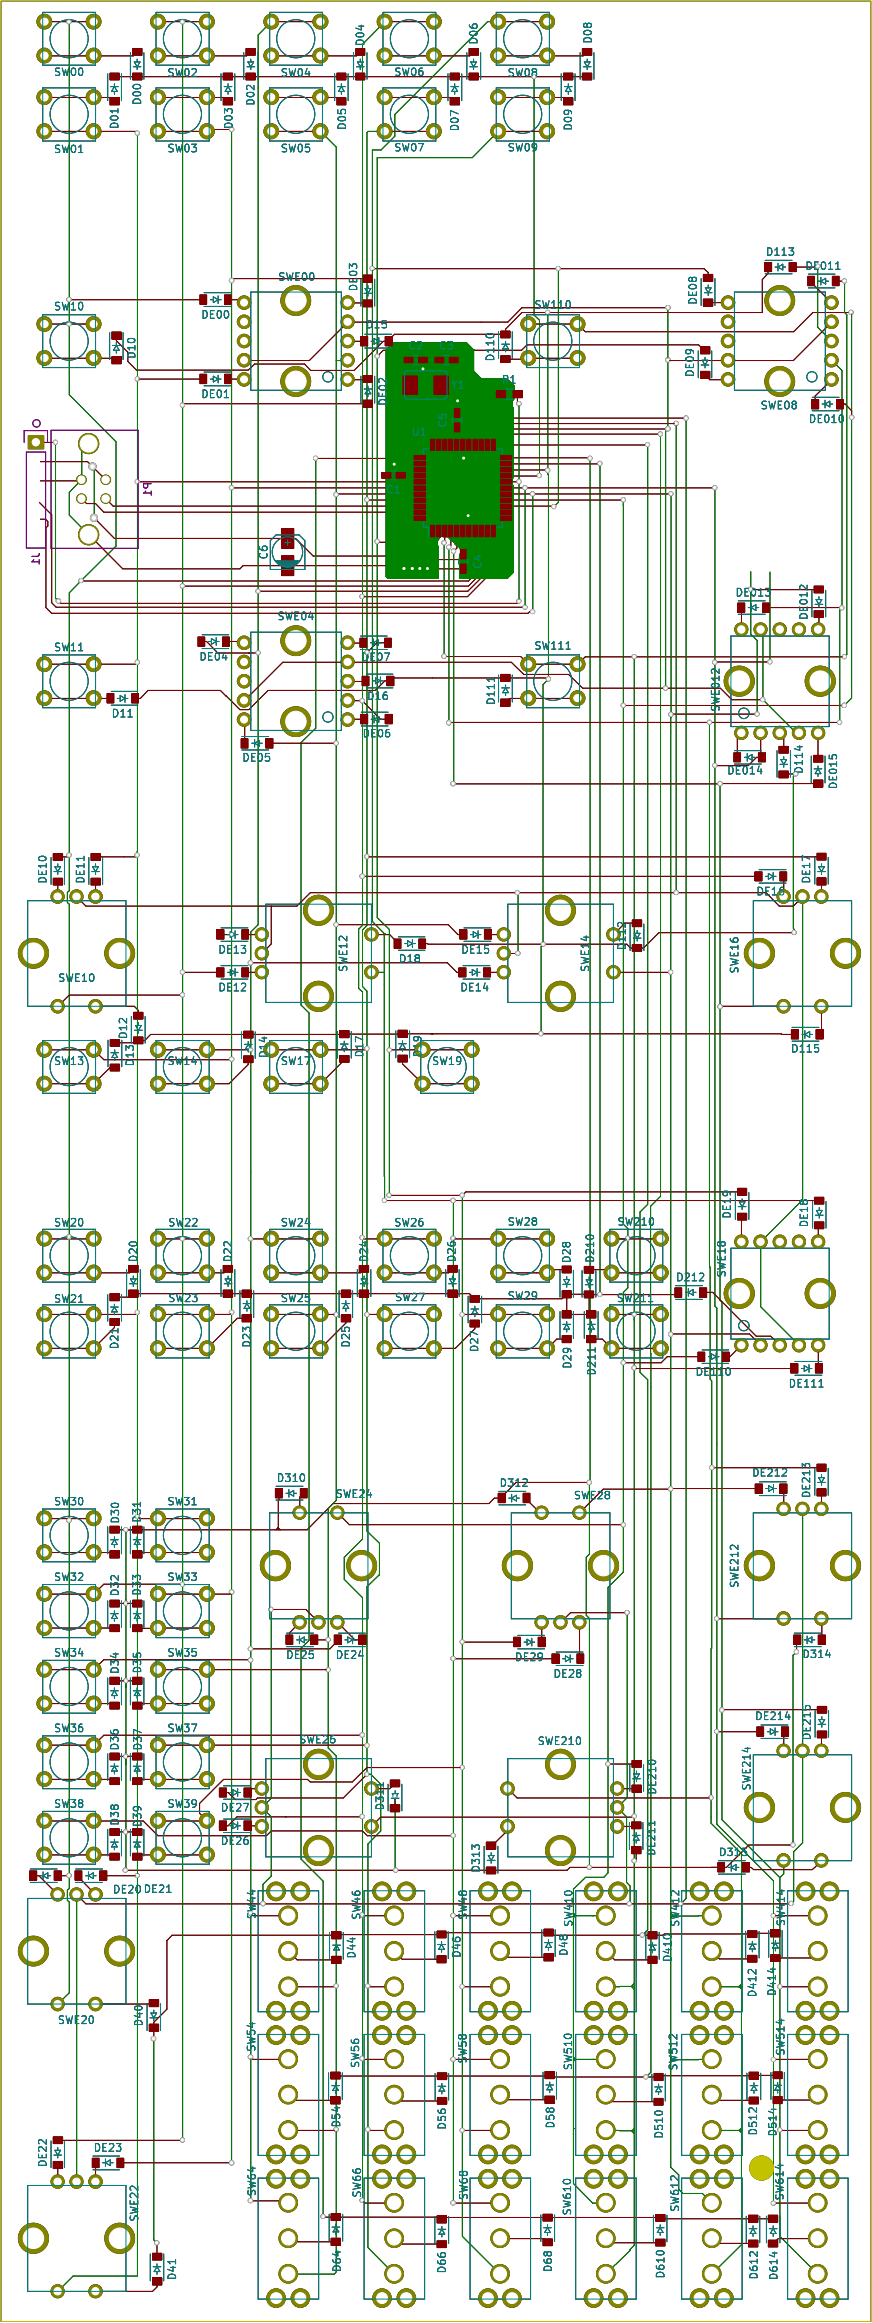 D08
D06
D04
SW00 SW02 SW04 SW06 SW08
D00 D02
D01 D03 D05 D07 D09
SW01 SW03 SW05 SW07 SW09
D113
DE011
SWE00 DE03 DE08
DE00
SW10 SW110
D10 D15 D110 DE09
DE01 DE02 Y1 R1 DE010 SWE08
U1
P1
J1
C6 C4
DE013 DE012
SWE04
DE04 DE07
SW11 SW111
D16 D111 SWE012
D11
DE06
DE05 DE014 D114 DE015
DE10 DE11 DE17
DE16
DE13 SWE12 D18 DE15 SWE14 SWE16
SWE10
DE12 DE14
D12
D13 D14 D17 D19 D115
SW13 SW14 SW17 SW19
DE18
SW20 SW22 SW24 SW26 SW28 SW210 SWE18
D20 D22 D26 D28 D210 D212
SW21 SW23 SW25 SW27 SW29 SW211
D23 D25 D27 D29 D211
DE110 DE111
D310 D312 DE212 DE213
SWE24 SWE28
SW30 D30 D31 SW31
SWE212
SW32 D32 D33 SW33
DE25 DE24 DE29 DE28 D314
SW34 D34 D35 SW35
DE214
SW36 D36 D37 SW37 SWE210
SWE214
DE27 DE210
SW38 D38 D39 SW39
DE26 D313 DE211
DE20 DE21
SW44 SW46 SW48 SW410 SW412 SW414
D44 D46 D48 D410 D412 D414
D40
SWE20
SW54 SW56 SW58 SW510 SW512 SW514
D54 D56 D58 D510 D512 D514
DE22 DE23
SWE22 SW64 SW66 SW68 SW610 SW612 SW614
D41 D64 D66 D68 D610 D612 D614